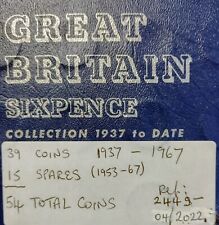 GREAT
BRITAIN
SIXPENCE
COLLECTION 1937 to DATE
39 COINS 1937 - 1967
15 SPARES (1953-67)
54 TOTAL COINS
Ref:
2449-
04/2022